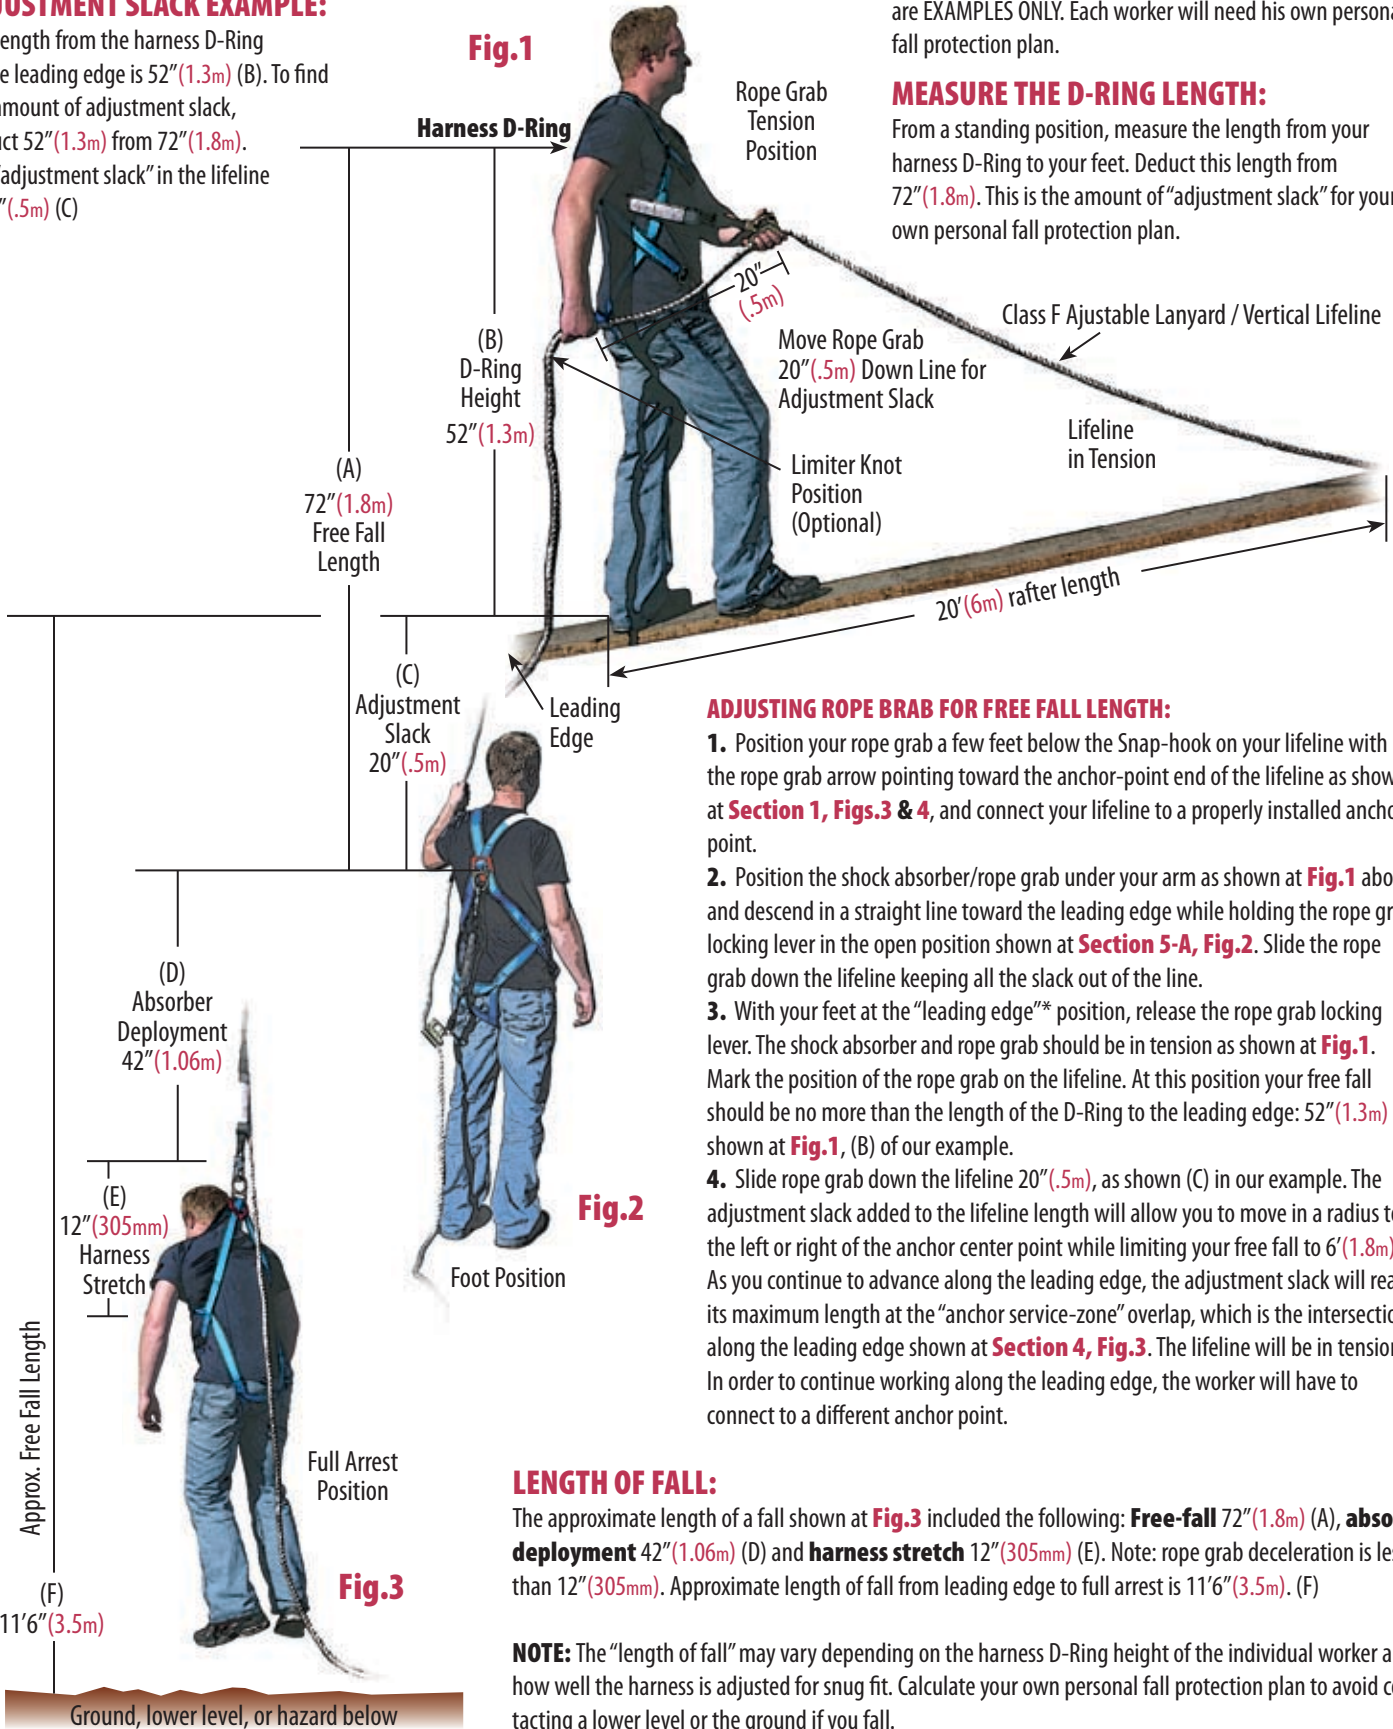 JUSTMENT SLACK EXAMPLE:
ength from the harness D-Ring
e leading edge is 52"(1.3m) (B). To find
amount of adjustment slack,
uct 52"(1.3m) from 72"(1.8m).
"adjustment slack" in the lifeline
"(.5m) (C)
Fig.1
Harness D-Ring
Rope Grab
Tension
Position
are EXAMPLES ONLY. Each worker will need his own persona
fall protection plan.
MEASURE THE D-RING LENGTH:
From a standing position, measure the length from your
harness D-Ring to your feet. Deduct this length from
72"(1.8m). This is the amount of "adjustment slack" for your
own personal fall protection plan.
20"
(.5m)
Class F Ajustable Lanyard / Vertical Lifeline
Move Rope Grab
20"(.5m) Down Line for
Adjustment Slack
(B)
D-Ring
Height
52"(1.3m)
Lifeline
in Tension
Limiter Knot
Position
(Optional)
(A)
72"(1.8m)
Free Fall
Length
20'(6m) rafter length
(C)
Adjustment
Slack
20"(.5m)
Leading
Edge
ADJUSTING ROPE BRAB FOR FREE FALL LENGTH:
1. Position your rope grab a few feet below the Snap-hook on your lifeline with
the rope grab arrow pointing toward the anchor-point end of the lifeline as show
at Section 1, Figs.3 & 4, and connect your lifeline to a properly installed ancho
point.
2. Position the shock absorber/rope grab under your arm as shown at Fig.1 abo
and descend in a straight line toward the leading edge while holding the rope gr
locking lever in the open position shown at Section 5-A, Fig.2. Slide the rope
grab down the lifeline keeping all the slack out of the line.
3. With your feet at the "leading edge"* position, release the rope grab locking
lever. The shock absorber and rope grab should be in tension as shown at Fig.1.
Mark the position of the rope grab on the lifeline. At this position your free fall
should be no more than the length of the D-Ring to the leading edge: 52"(1.3m)
shown at Fig.1, (B) of our example.
4. Slide rope grab down the lifeline 20"(.5m), as shown (C) in our example. The
adjustment slack added to the lifeline length will allow you to move in a radius to
the left or right of the anchor center point while limiting your free fall to 6'(1.8m)
As you continue to advance along the leading edge, the adjustment slack will rea
its maximum length at the "anchor service-zone" overlap, which is the intersectio
along the leading edge shown at Section 4, Fig.3. The lifeline will be in tension
In order to continue working along the leading edge, the worker will have to
connect to a different anchor point.
(D)
Absorber
Deployment
42"(1.06m)
(E)
12"(305mm)
Harness
Stretch
Fig.2
Foot Position
Approx. Free Fall Length
Full Arrest
Position
Fig.3
(F)
11'6"(3.5m)
Ground, lower level, or hazard below
LENGTH OF FALL:
The approximate length of a fall shown at Fig.3 included the following: Free-fall 72"(1.8m) (A), abso
deployment 42"(1.06m) (D) and harness stretch 12"(305mm) (E). Note: rope grab deceleration is les
than 12"(305mm). Approximate length of fall from leading edge to full arrest is 11'6"(3.5m). (F)
NOTE: The "length of fall" may vary depending on the harness D-Ring height of the individual worker a
how well the harness is adjusted for snug fit. Calculate your own personal fall protection plan to avoid co
tacting a lower level or the ground if you fall.